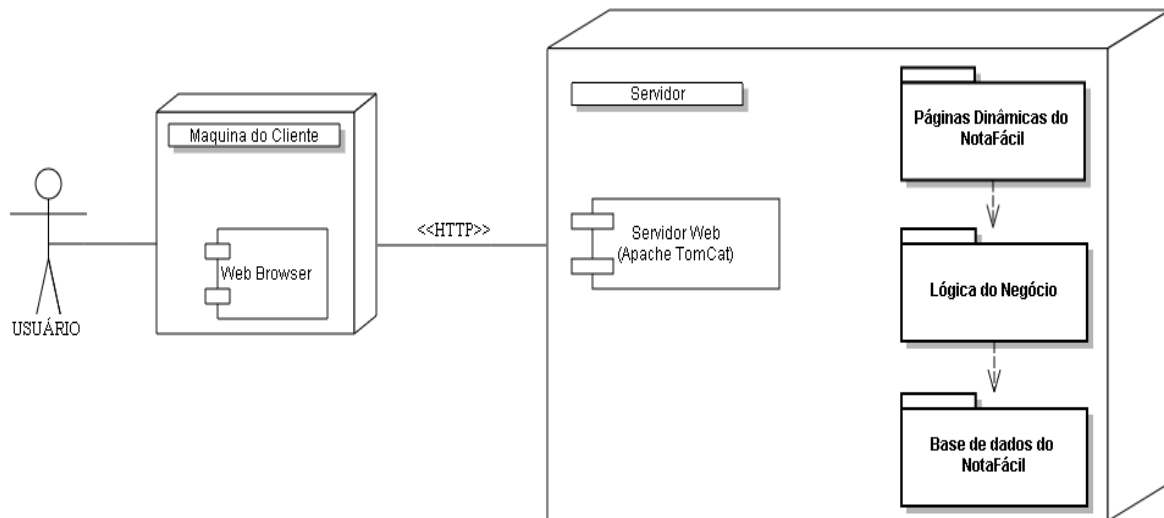 USUÁRIO
Maquina do Cliente
Web Browser
<<HTTP>>
Servidor
Servidor Web
(Apache TomCat)
Páginas Dinâmicas do
NotaFácil
Lógica do Negócio
Base de dados do
NotaFácil